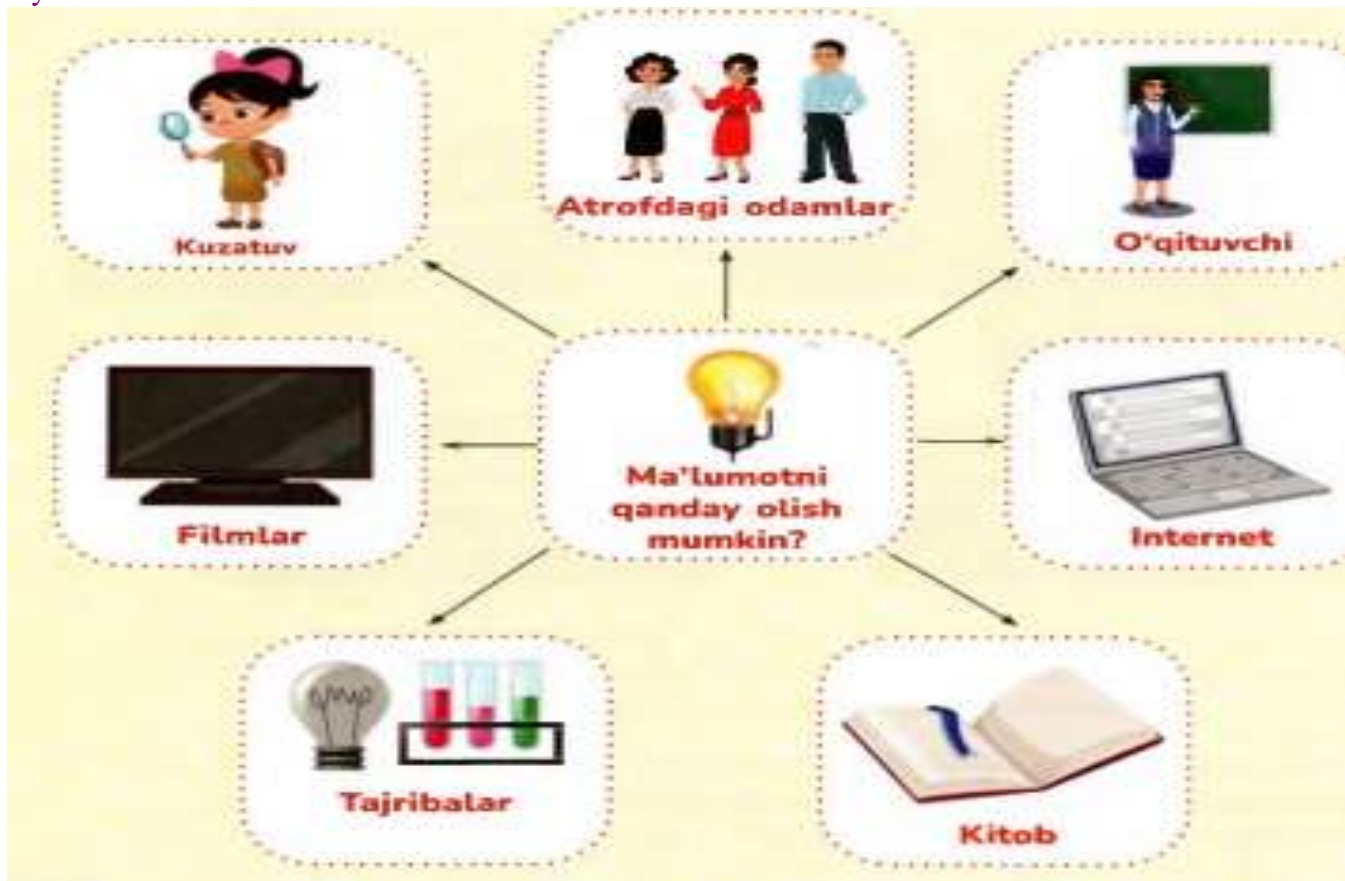 Kuzatuv
Atrofdagi odamlar
O'qituvchi
Filmlar
Ma'lumotni
qanday olish
mumkin?
Internet
Tajribalar
Kitob